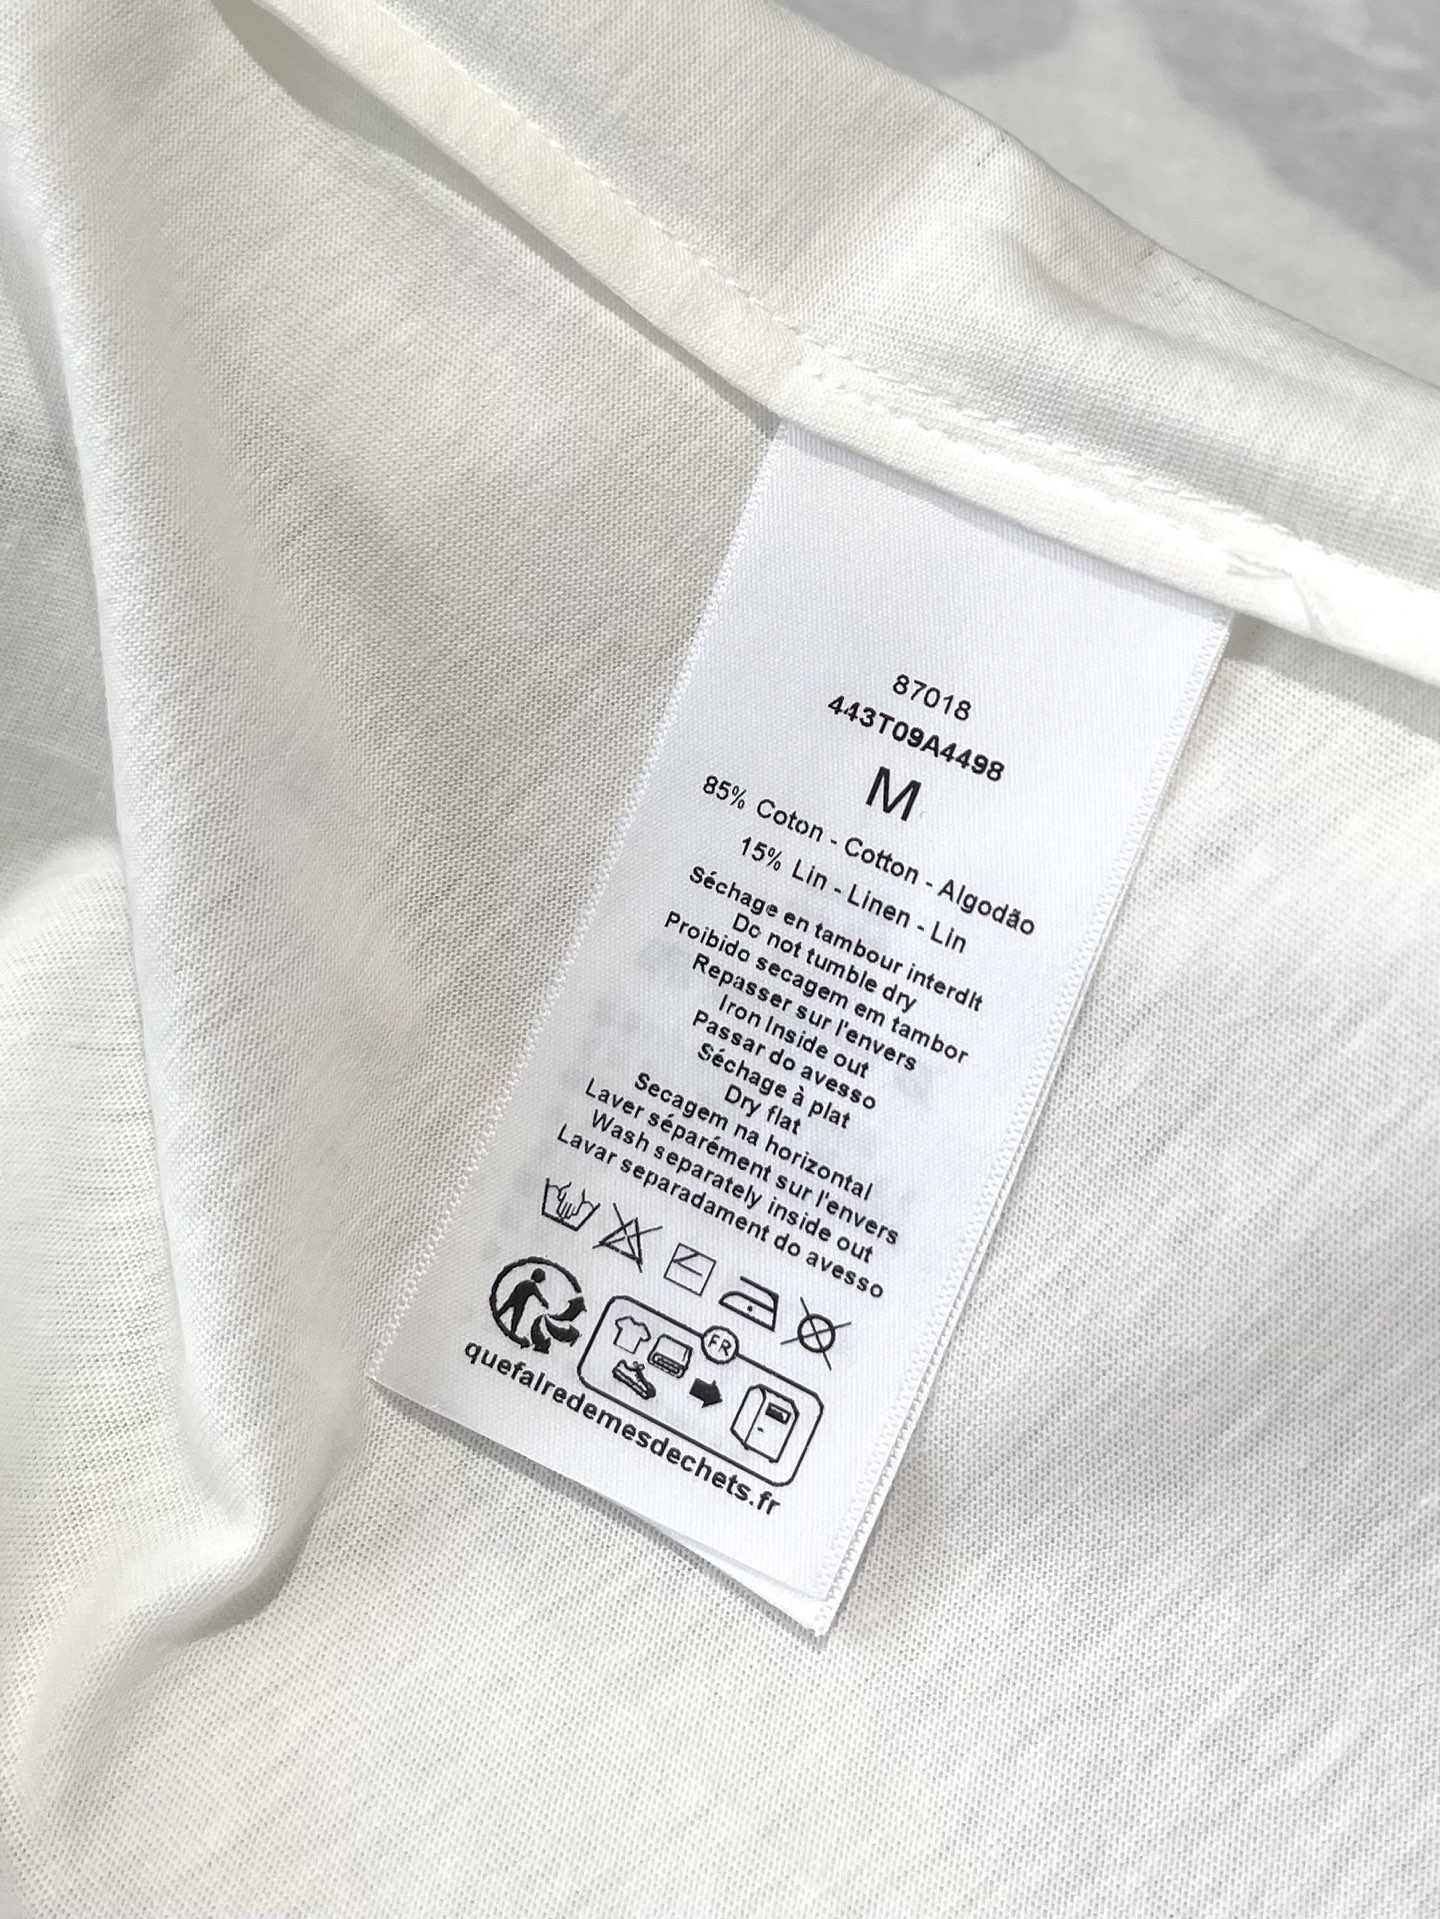 87018
443T09A4498
M
85% Coton - Cotton - Algodão
15% Lin - Linen - Lin
Séchage en tambour interdit
Do not tumble dry
Proibido secagem em tambor
Repasser sur l'envers
Iron Inside out
Passar do avesso
Séchage à plat
Dry flat
Secagem na horizontal
Laver séparément sur l'envers
Wash separately inside out
Lavar separadament do avesso
FR
quefairedemesdechets.fr